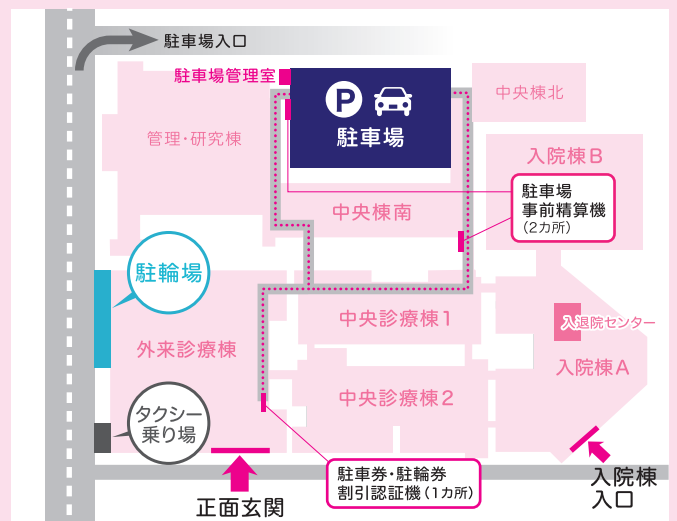 駐車場入口
駐車場管理室
P
駐車場
中央棟北
管理・研究棟
入院棟B
駐車場
事前精算機
(2カ所)
中央棟南
駐輪場
中央診療棟1
入退院センター
外来診療棟
入院棟A
中央診療棟2
タクシー
乗り場
駐車券・駐輪券
割引認証機(1カ所)
入院棟
入口
正面玄関